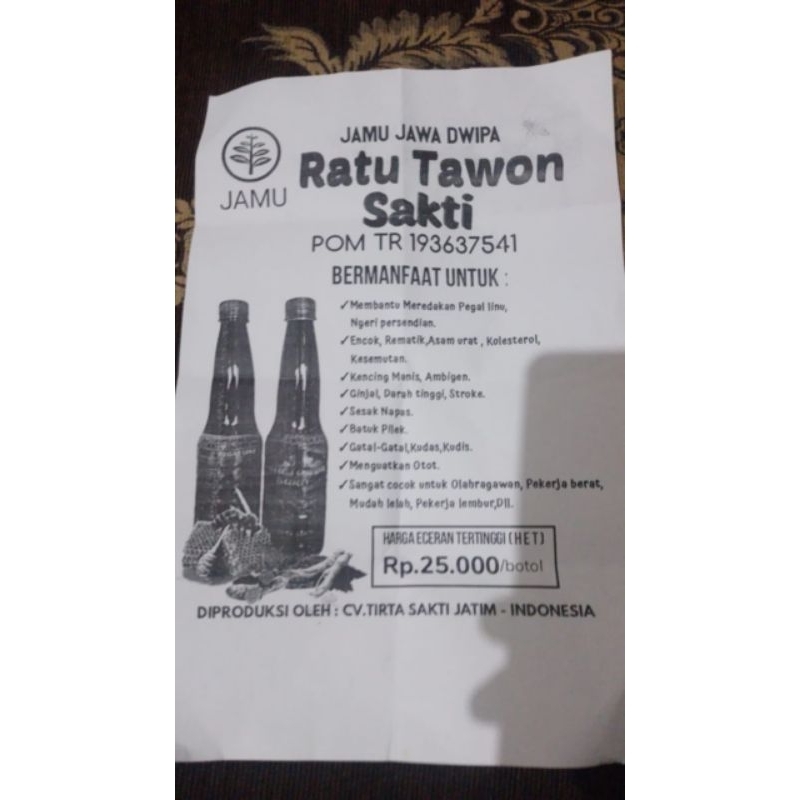 JAMU JAWA DWIPA
JAMU
Ratu Tawon
Sakti
POM TR 193637541
BERMANFAAT UNTUK :
✓Membantu Meredakan Pegal linu,
Ngeri persendian.
✓Encok, Rematik,Asam urat , Kolesterol,
Kesemutan.
✓Kencing Manis, Ambigen.
✓Ginjal, Darah tinggi, Stroke.
✓Sesak Napas.
✓Batuk Pilek.
✓Gatal-Gatal,Kudas,Kudis.
✓Menguatkan Otot.
✓Sangat cocok untuk Olahragawan, Pekerja berat,
Mudah lelah, Pekerja lembur,Dll.
HARGA ECERAN TERTINGGI ( H E T )
Rp.25.000/botol
DIPRODUKSI OLEH : CV.TIRTA SAKTI JATIM - INDONESIA